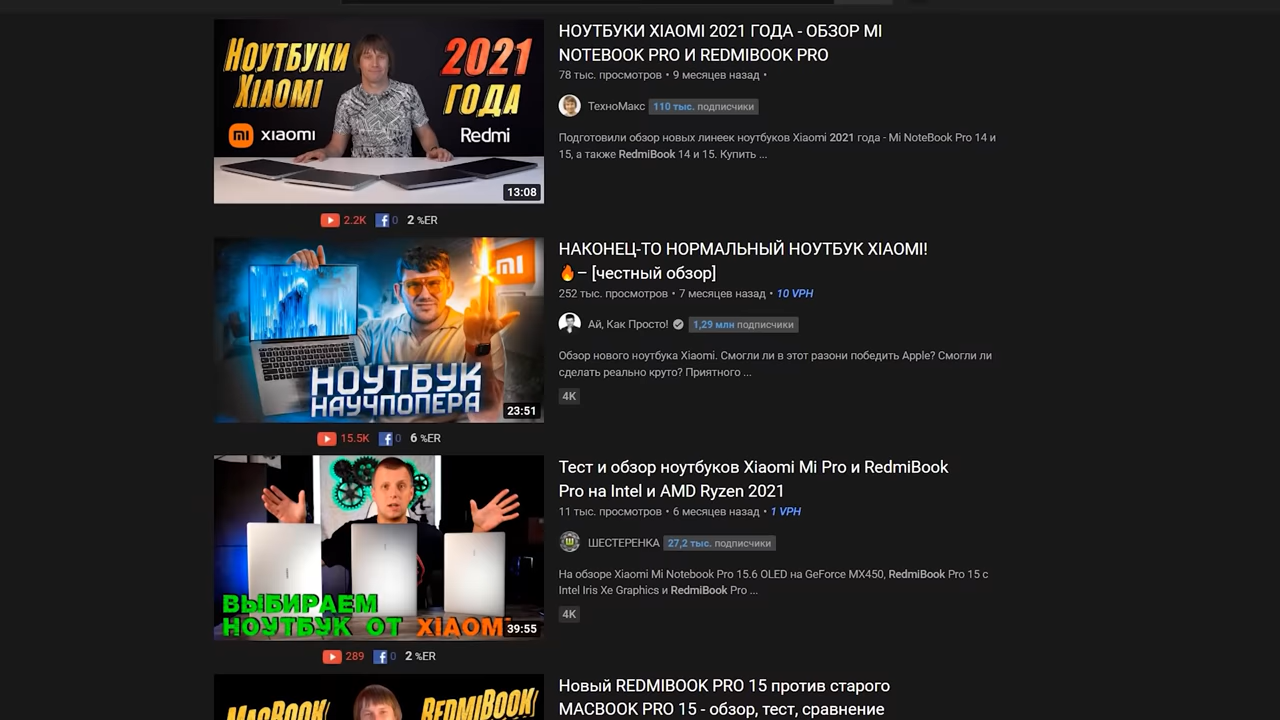 НОУТБУКИ
XIAOMI
2021
ГОДА
mi xiaomi
Redmi
13:08
НОУТБУКИ XIAOMI 2021 ГОДА - ОБЗОР MI
NOTEBOOK PRO И REDMIBOOK PRO
78 тыс. просмотров • 9 месяцев назад •
ТехноМакс 110 тыс. подписчики
Подготовили обзор новых линеек ноутбуков Xiaomi 2021 года - Mi NoteBook Pro 14 и
15, а также RedmiBook 14 и 15. Купить ...
2.2K f 0 2 %ER
mi
НОУТБУК
НАУЧПОПЕРА
23:51
НАКОНЕЦ-ТО НОРМАЛЬНЫЙ НОУТБУК XIAOMI!
🔥– [честный обзор]
252 тыс. просмотров • 7 месяцев назад • 10 VPH
Ай, Как Просто! 1,29 млн подписчики
Обзор нового ноутбука Xiaomi. Смогли ли в этот разони победить Apple? Смогли ли
сделать реально круто? Приятного ...
4K
15.5K f 0 6 %ER
ВЫБИРАЕМ
НОУТБУК ОТ XIAOMI
39:55
Тест и обзор ноутбуков Xiaomi Mi Pro и RedmiBook
Pro на Intel и AMD Ryzen 2021
11 тыс. просмотров • 6 месяцев назад • 1 VPH
ШЕСТЕРЕНКА 27,2 тыс. подписчики
На обзоре Xiaomi Mi Notebook Pro 15.6 OLED на GeForce MX450, RedmiBook Pro 15 с
Intel Iris Xe Graphics и RedmiBook Pro ...
4K
289 f 0 2 %ER
MACBOOK
REDMIBOOK
Новый REDMIBOOK PRO 15 против старого
MACBOOK PRO 15 - обзор, тест, сравнение